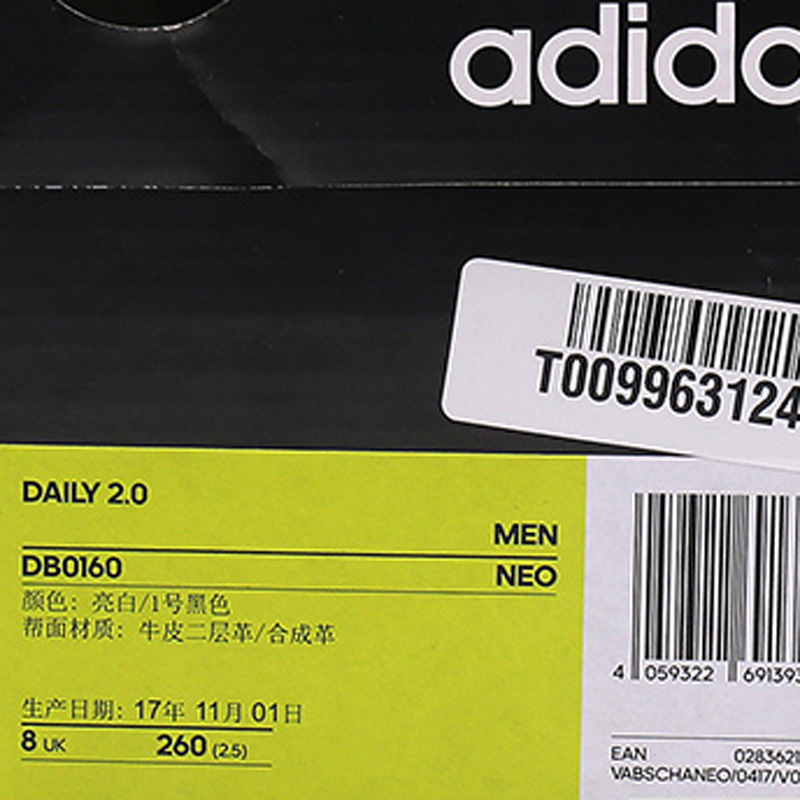 adida
T009963124
DAILY 2.0
MEN
DB0160
NEO
颜色: 亮白/1号黑色
帮面材质: 牛皮二层革/合成革
生产日期: 17年 11月 01日
8 UK 260 (2.5)
4 059322 691393
EAN 0283621
VABSCHANEO/0417/V0